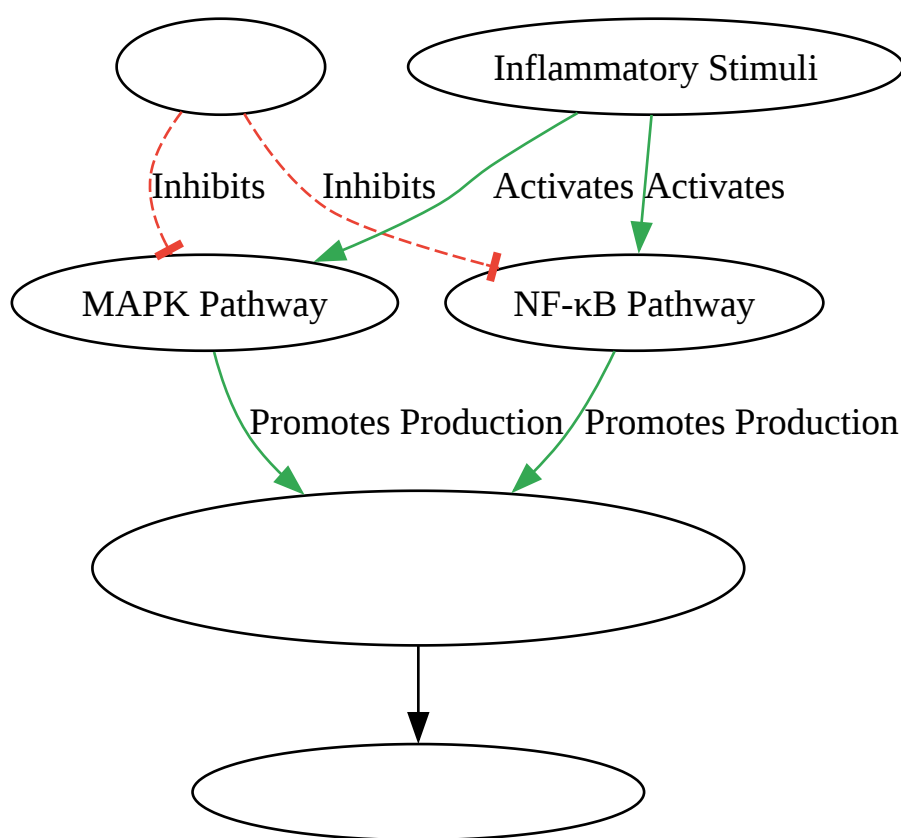 Inflammatory Stimuli
Inhibits
Inhibits
Activates
Activates
MAPK Pathway
NF-κB Pathway
Promotes Production
Promotes Production